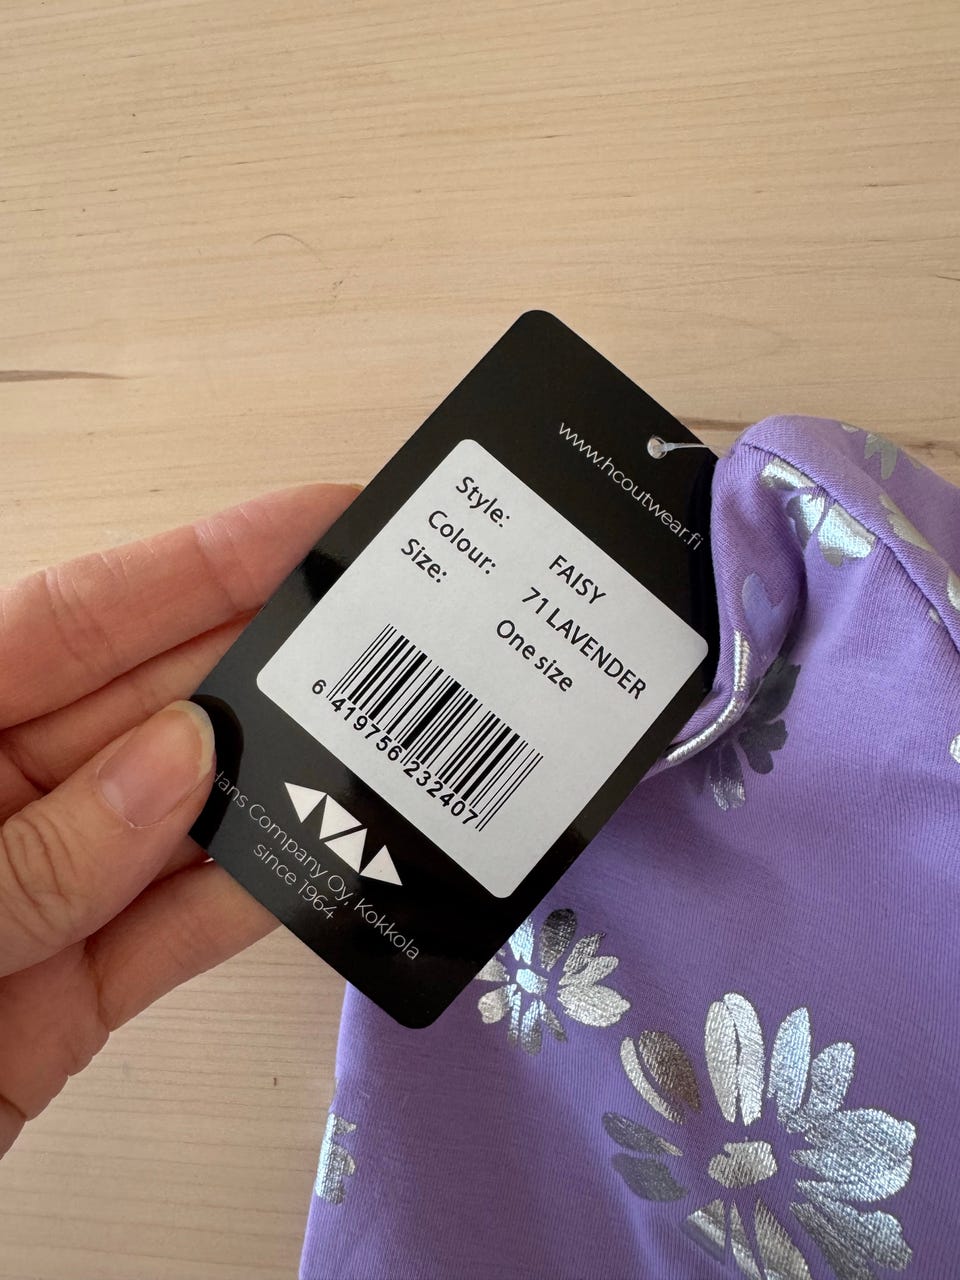 www.hcoutwear.fi
Style: FAISY
Colour: 71 LAVENDER
Size: One size
6 419756 232407
Hans Company Oy, Kokkola
since 1964